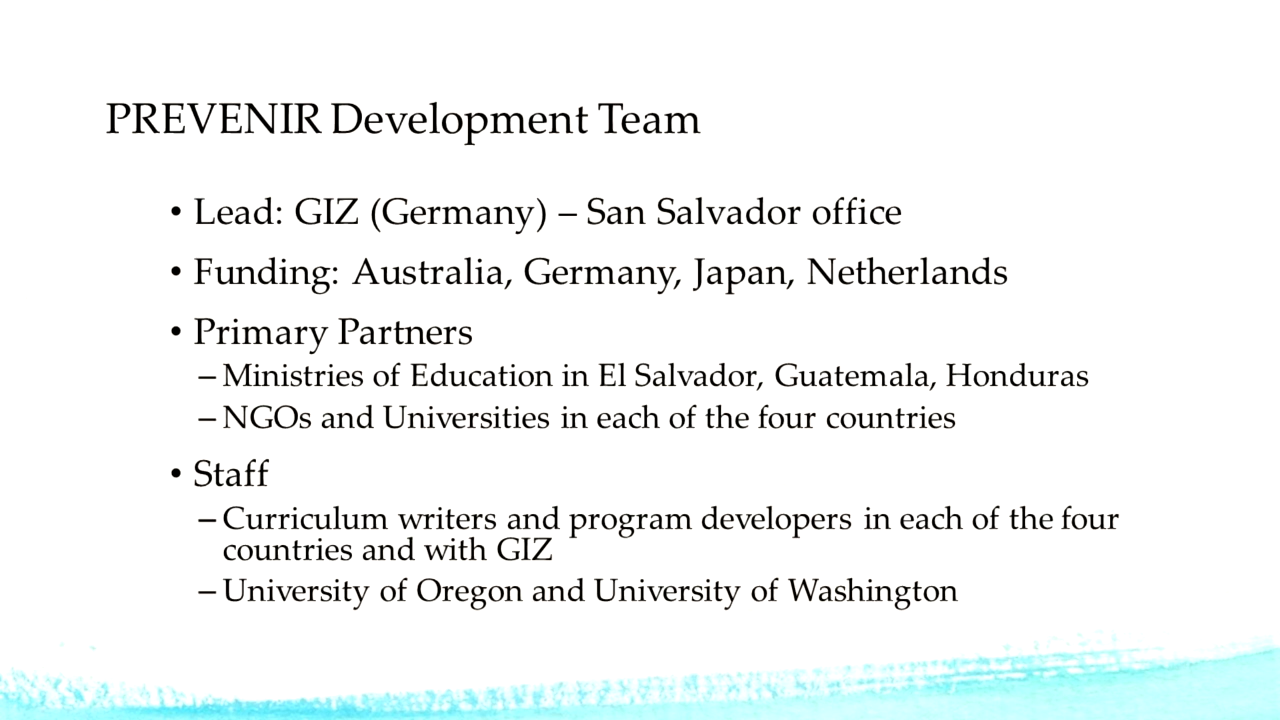 PREVENIR Development Team
• Lead: GIZ (Germany) – San Salvador office
• Funding: Australia, Germany, Japan, Netherlands
• Primary Partners
– Ministries of Education in El Salvador, Guatemala, Honduras
– NGOs and Universities in each of the four countries
• Staff
– Curriculum writers and program developers in each of the four
countries and with GIZ
– University of Oregon and University of Washington